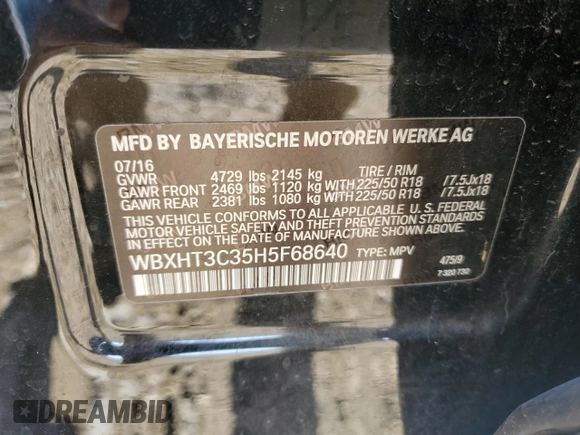 MFD BY BAYERISCHE MOTOREN WERKE AG
07/16
GVWR 4729 lbs 2145 kg TIRE / RIM
GAWR FRONT 2469 lbs 1120 kg WITH 225/50 R18 /7.5Jx18
GAWR REAR 2381 lbs 1080 kg WITH 225/50 R18 /7.5Jx18
THIS VEHICLE CONFORMS TO ALL APPLICABLE U. S. FEDERAL
MOTOR VEHICLE SAFETY AND THEFT PREVENTION STANDARDS
IN EFFECT ON THE DATE OF MANUFACTURE SHOWN ABOVE.
WBXHT3C35H5F68640 TYPE: MPV 475/9
7 320 730
DREAMBID